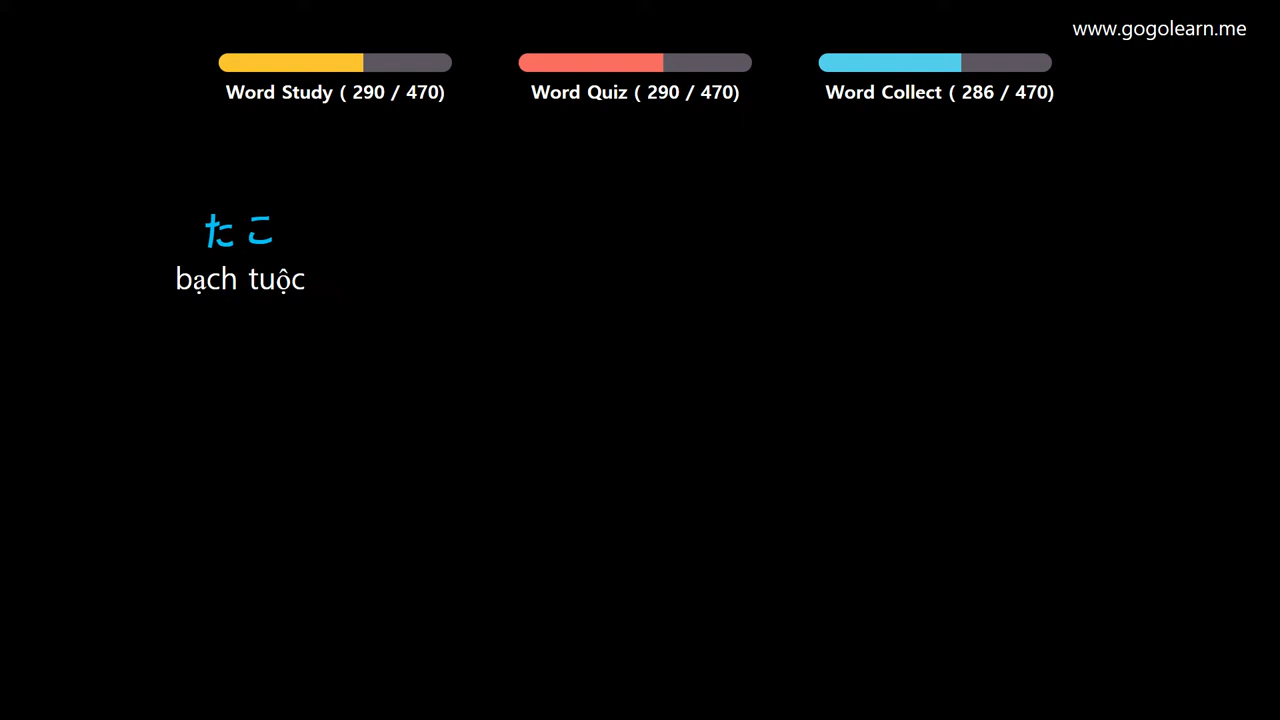 www.gogolearn.me
Word Study ( 290 / 470)
Word Quiz ( 290 / 470)
Word Collect ( 286 / 470)
たこ
bạch tuộc